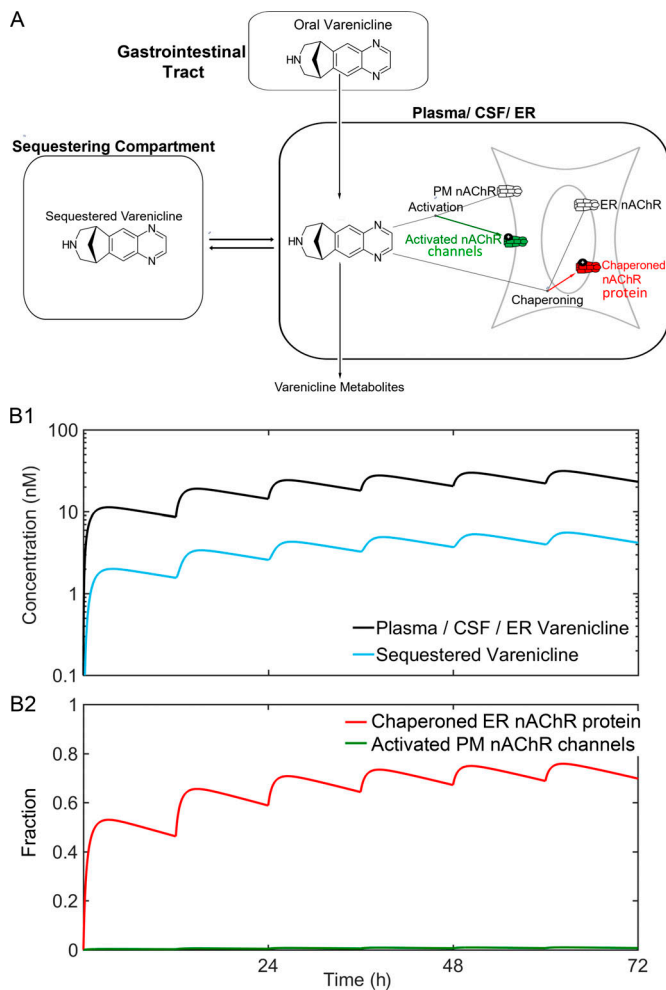 A
Oral Varenicline
HN
N
N
Gastrointestinal
Tract
Plasma/ CSF/ ER
Sequestering Compartment
Sequestered Varenicline
HN
N
N
HN
N
N
PM nAChR
Activation
ER nAChR
Activated nAChR
channels
Chaperoned
nAChR
protein
Chaperoning
Varenicline Metabolites
B1
Concentration (nM)
100
10
1
0.1
Plasma / CSF / ER Varenicline
Sequestered Varenicline
B2
Fraction
1
0.8
0.6
0.4
0.2
0
Chaperoned ER nAChR protein
Activated PM nAChR channels
24
48
72
Time (h)